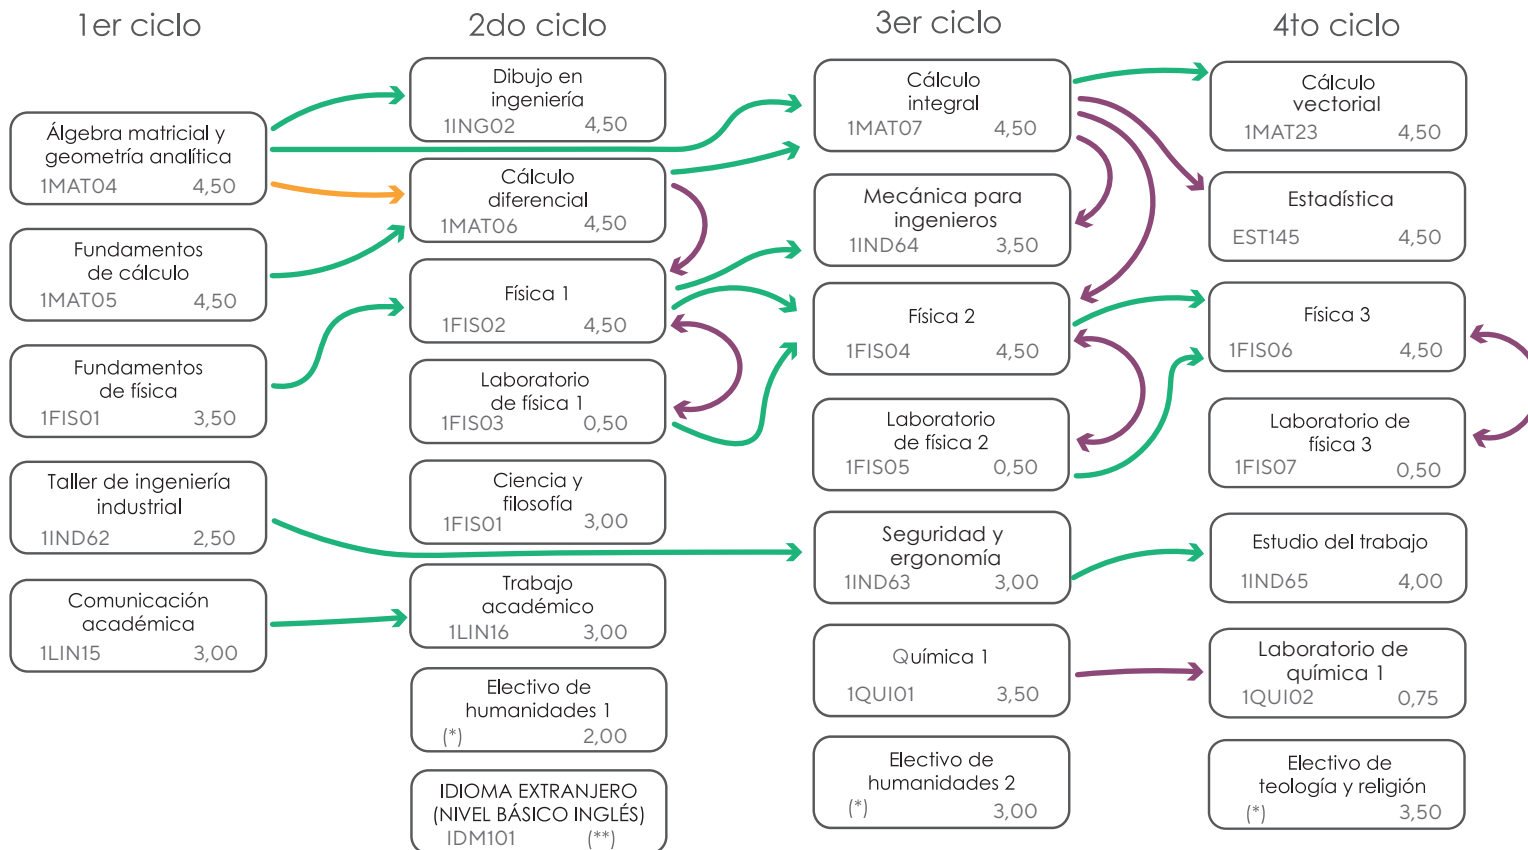 1er ciclo
Álgebra matricial y
geometría analítica
1MAT04 4,50
Fundamentos
de cálculo
1MAT05 4,50
Fundamentos
de física
1FIS01 3,50
Taller de ingeniería
industrial
1IND62 2,50
Comunicación
académica
1LIN15 3,00
2do ciclo
Dibujo en
ingeniería
1ING02 4,50
Cálculo
diferencial
1MAT06 4,50
Física 1
1FIS02 4,50
Laboratorio
de física 1
1FIS03 0,50
Ciencia y
filosofía
1FIS01 3,00
Trabajo
académico
1LIN16 3,00
Electivo de
humanidades 1
(*) 2,00
IDIOMA EXTRANJERO
(NIVEL BÁSICO INGLÉS)
IDM101 (**)
3er ciclo
Cálculo
integral
1MAT07 4,50
Mecánica para
ingenieros
1IND64 3,50
Física 2
1FIS04 4,50
Laboratorio
de física 2
1FIS05 0,50
Seguridad y
ergonomía
1IND63 3,00
Química 1
1QUI01 3,50
Electivo de
humanidades 2
(*) 3,00
4to ciclo
Cálculo
vectorial
1MAT23 4,50
Estadística
EST145 4,50
Física 3
1FIS06 4,50
Laboratorio de
física 3
1FIS07 0,50
Estudio del trabajo
1IND65 4,00
Laboratorio de
química 1
1QUI02 0,75
Electivo de
teología y religión
(*) 3,50